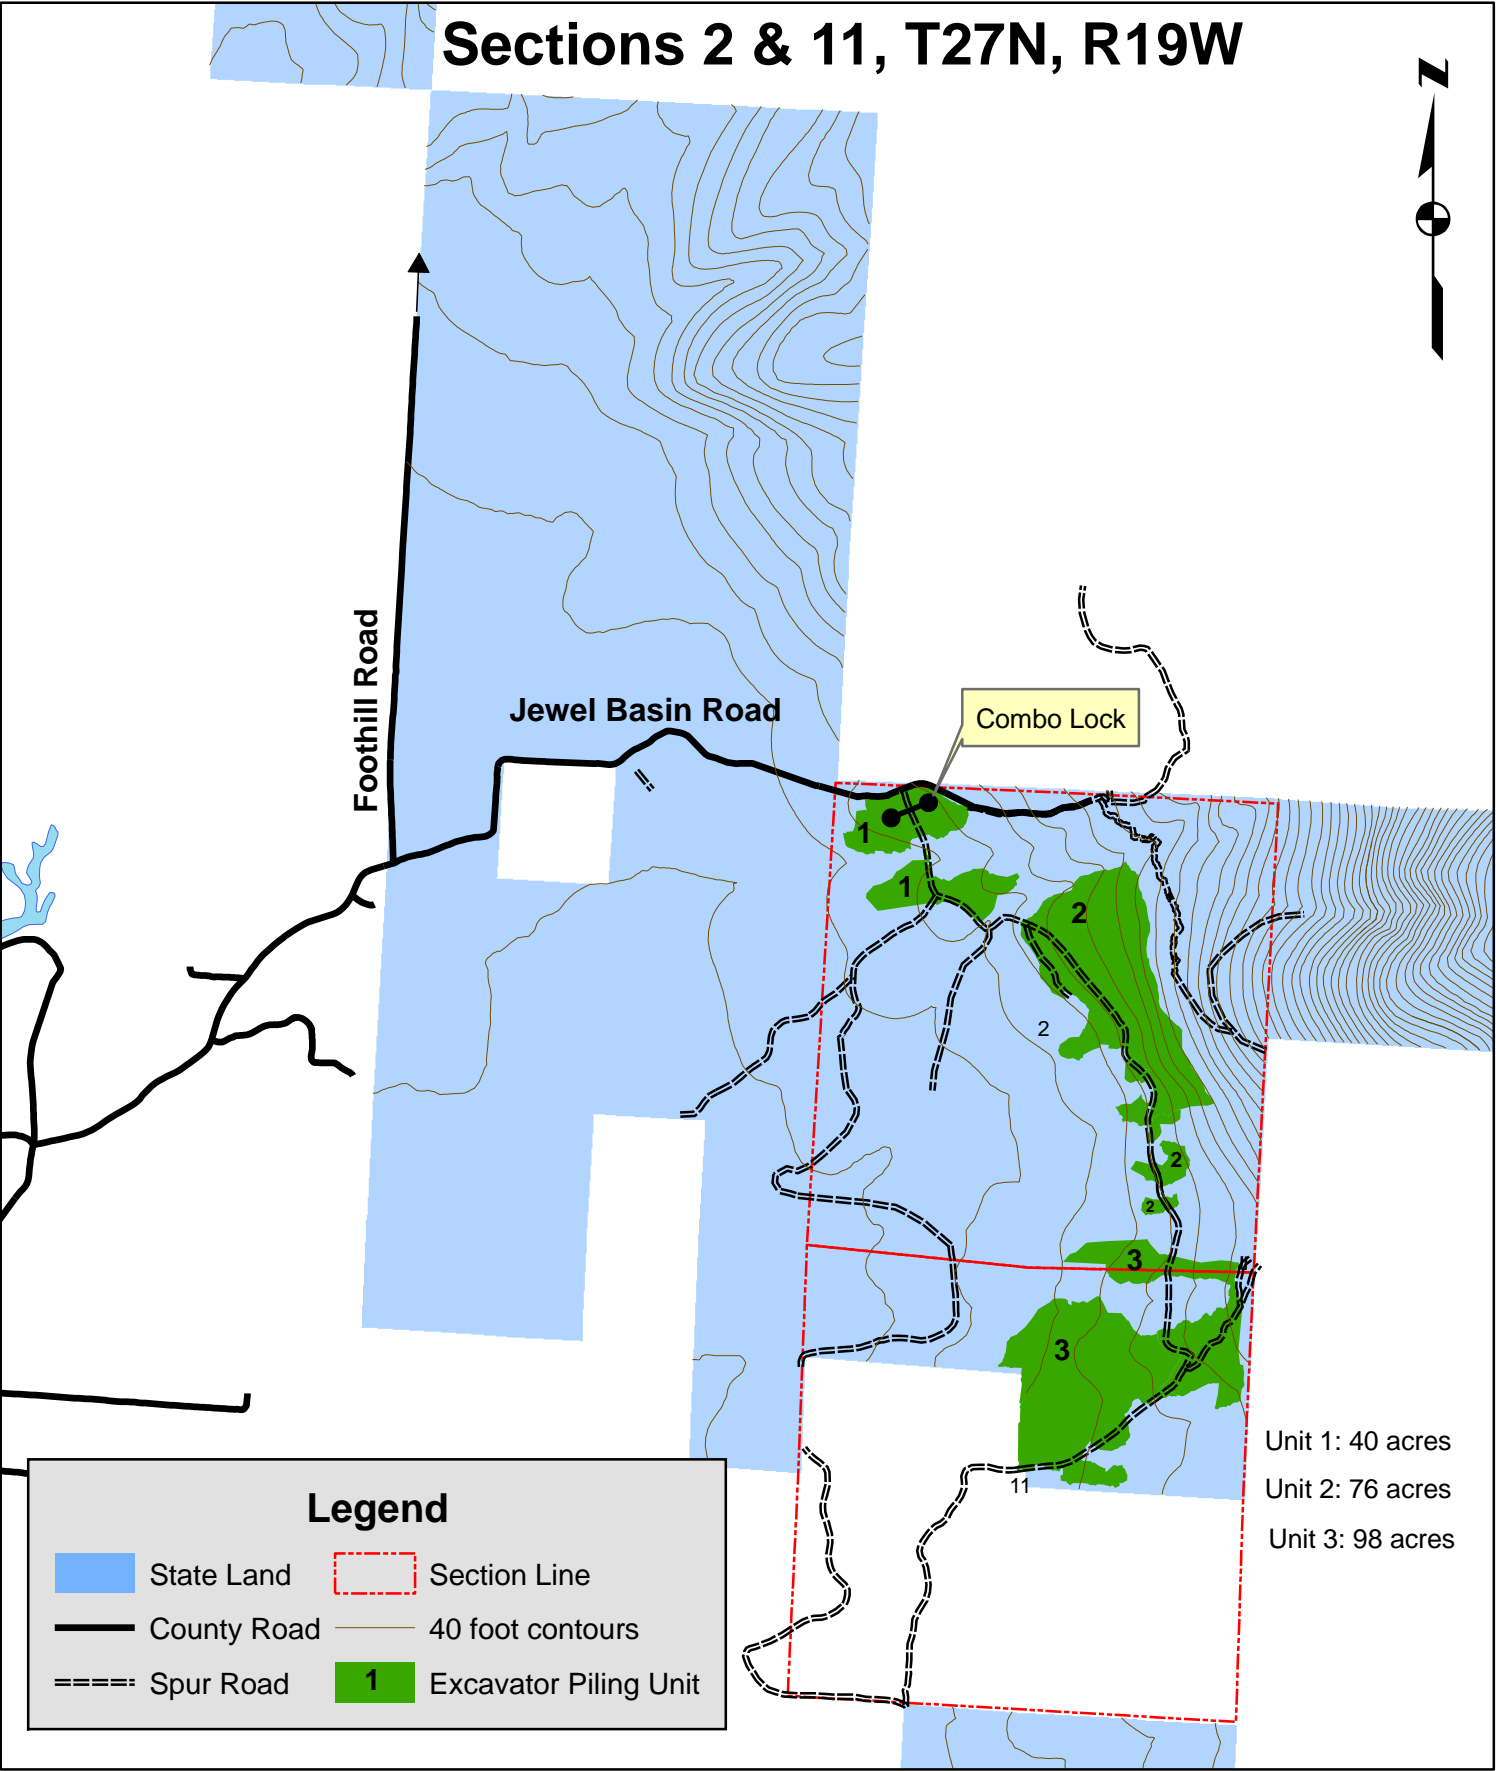 Sections 2 & 11, T27N, R19W
N
Foothill Road
Jewel Basin Road
Combo Lock
1
1
2
2
2
2
3
3
11
Unit 1: 40 acres
Unit 2: 76 acres
Unit 3: 98 acres
Legend
State Land
Section Line
County Road
40 foot contours
Spur Road
1
Excavator Piling Unit